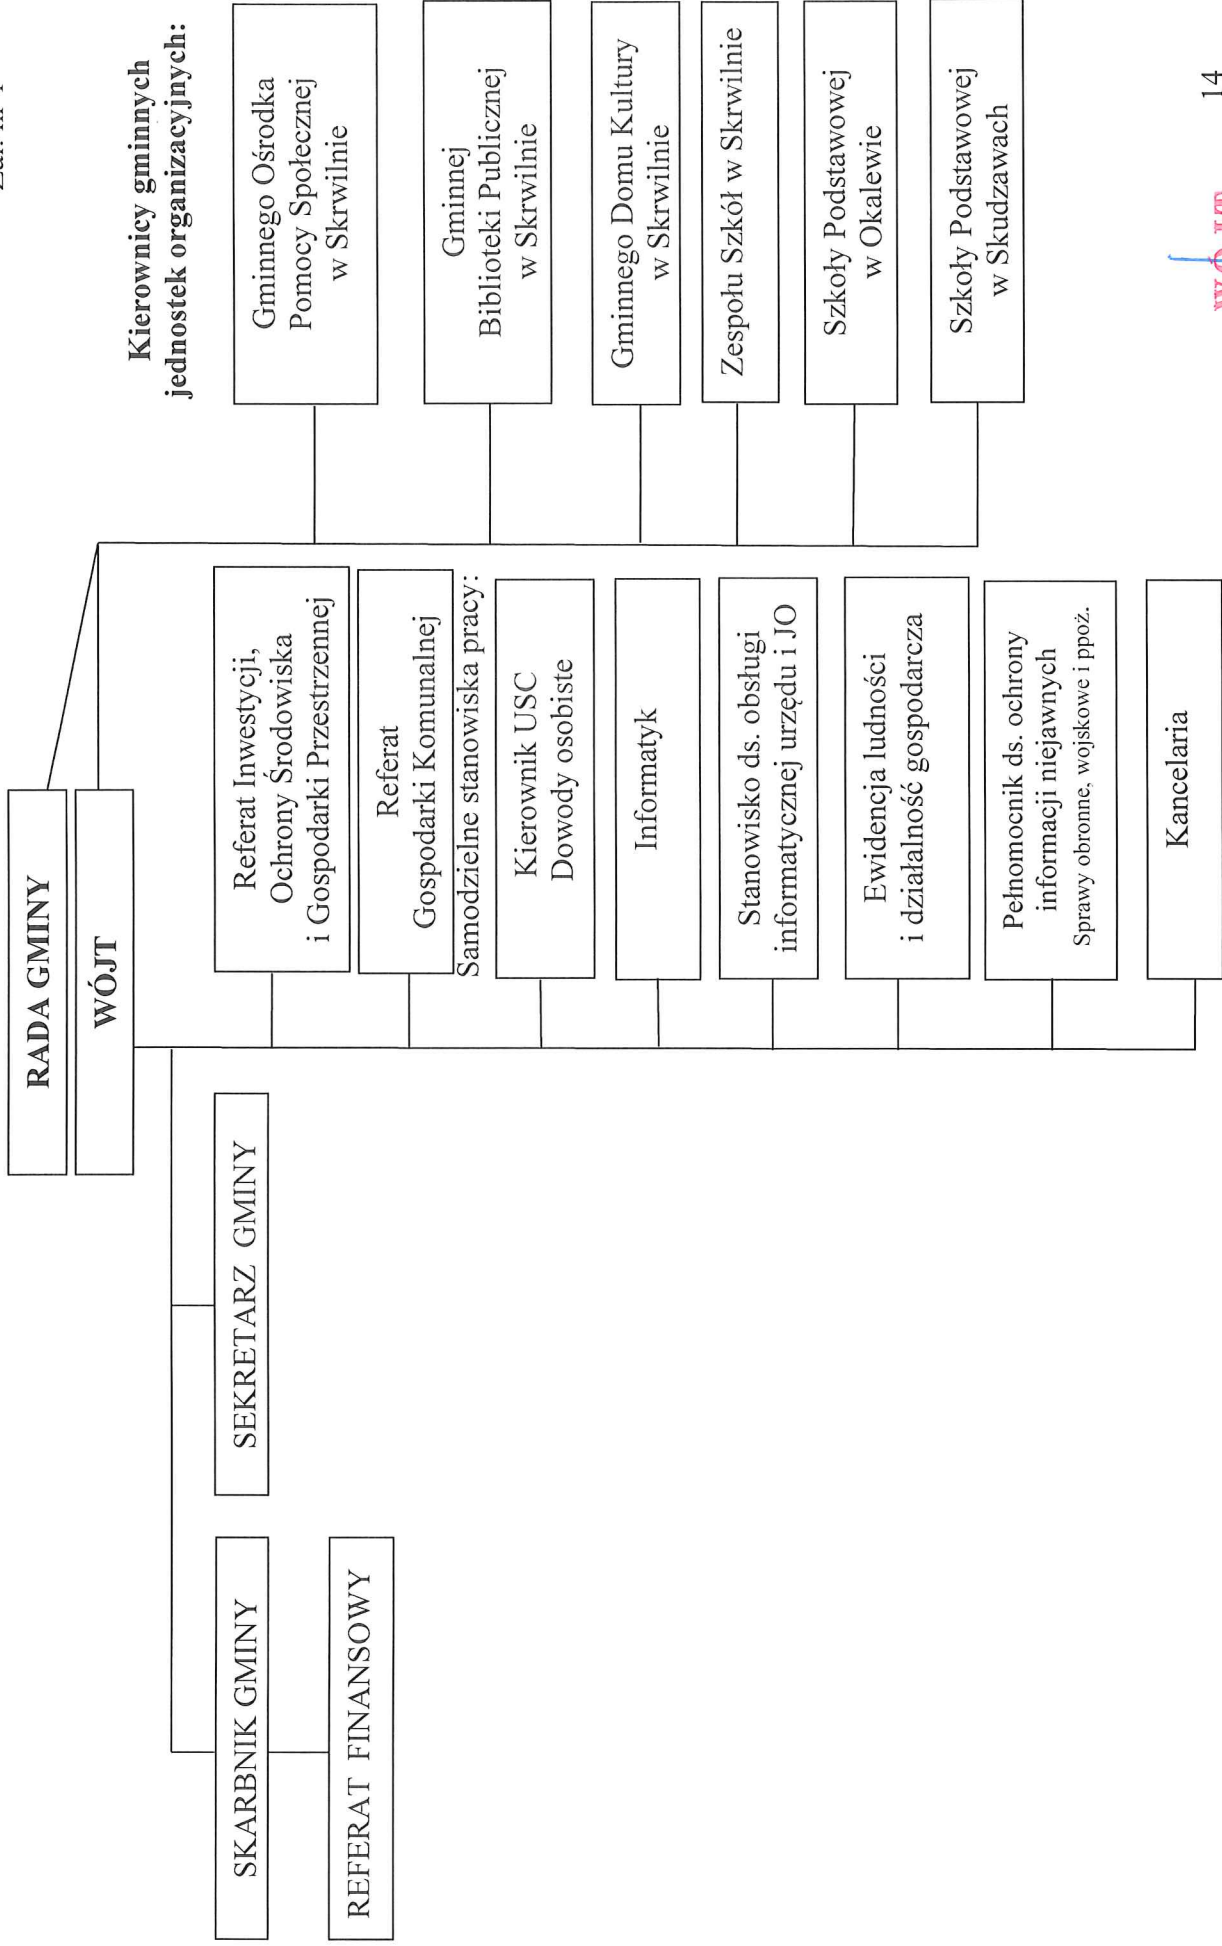 RADA GMINY
WÓJT
SKARBNIK GMINY
REFERAT FINANSOWY
SEKRETARZ GMINY
Referat Inwestycji,
Ochrony Środowiska
i Gospodarki Przestrzennej
Referat
Gospodarki Komunalnej
Samodzielne stanowiska pracy:
Kierownik USC
Dowody osobiste
Informatyk
Stanowisko ds. obsługi
informatycznej urzędu i JO
Ewidencja ludności
i działalność gospodarcza
Pełnomocnik ds. ochrony
informacji niejawnych
Sprawy obronne, wojskowe i ppoż.
Kancelaria
Kierownicy gminnych
jednostek organizacyjnych:
Gminnego Ośrodka
Pomocy Społecznej
w Skrwilnie
Gminnej
Biblioteki Publicznej
w Skrwilnie
Gminnego Domu Kultury
w Skrwilnie
Zespołu Szkół w Skrwilnie
Szkoły Podstawowej
w Okalewie
Szkoły Podstawowej
w Skudzawach
14